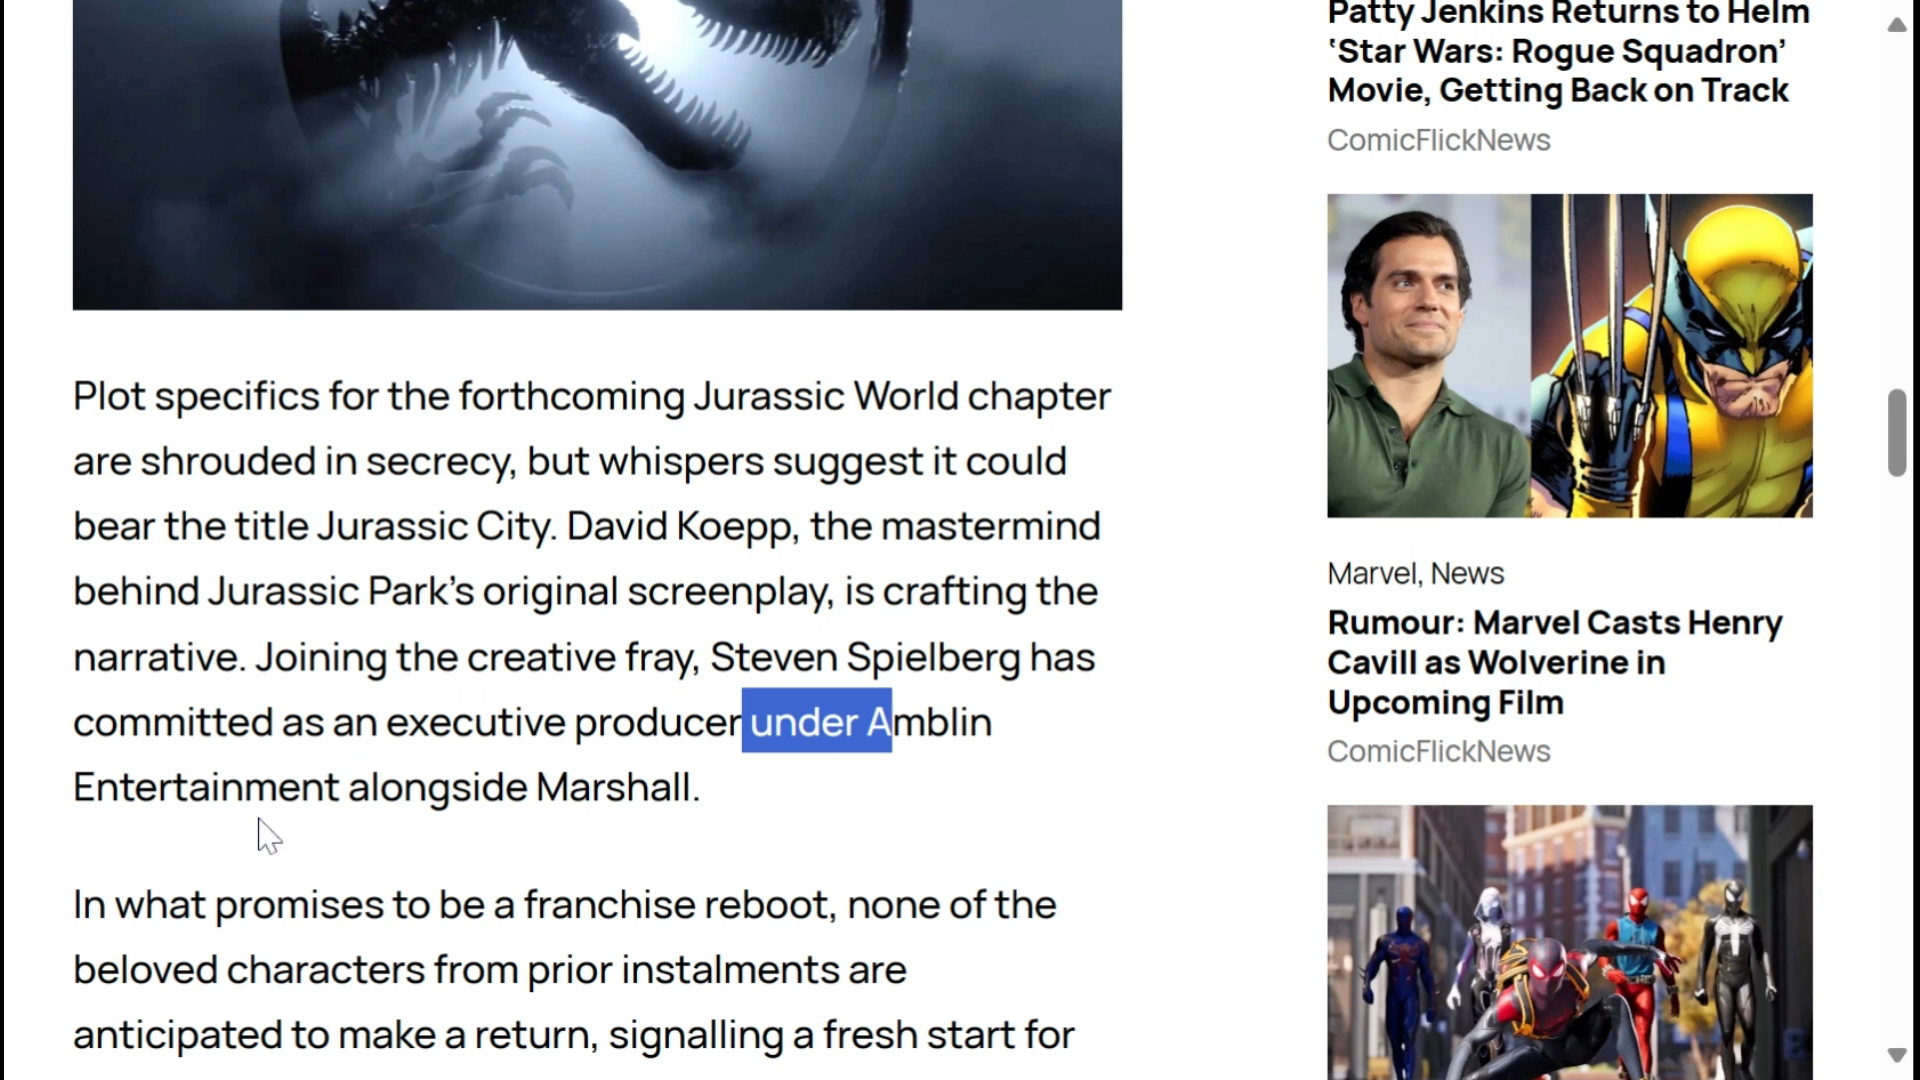 Plot specifics for the forthcoming Jurassic World chapter
are shrouded in secrecy, but whispers suggest it could
bear the title Jurassic City. David Koepp, the mastermind
behind Jurassic Park’s original screenplay, is crafting the
narrative. Joining the creative fray, Steven Spielberg has
committed as an executive producer under Amblin
Entertainment alongside Marshall.
In what promises to be a franchise reboot, none of the
beloved characters from prior instalments are
anticipated to make a return, signalling a fresh start for
Patty Jenkins Returns to Helm
‘Star Wars: Rogue Squadron’
Movie, Getting Back on Track
ComicFlickNews
Marvel, News
Rumour: Marvel Casts Henry
Cavill as Wolverine in
Upcoming Film
ComicFlickNews